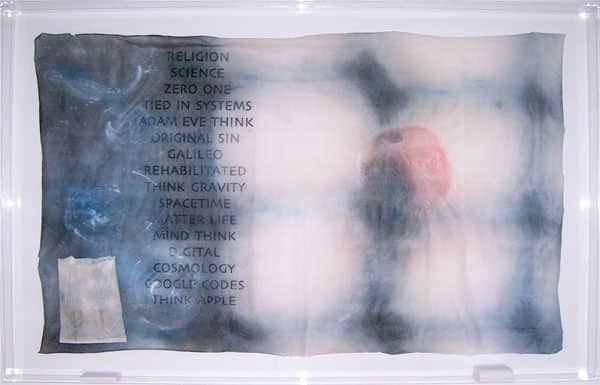 RELIGION
SCIENCE
ZERO ONE
TIED IN SYSTEMS
ADAM EVE THINK
ORIGINAL SIN
GALILEO
REHABILITATED
THINK GRAVITY
SPACETIME
MATTER LIFE
MIND THINK
DIGITAL
COSMOLOGY
GOOGLE CODES
THINK APPLE